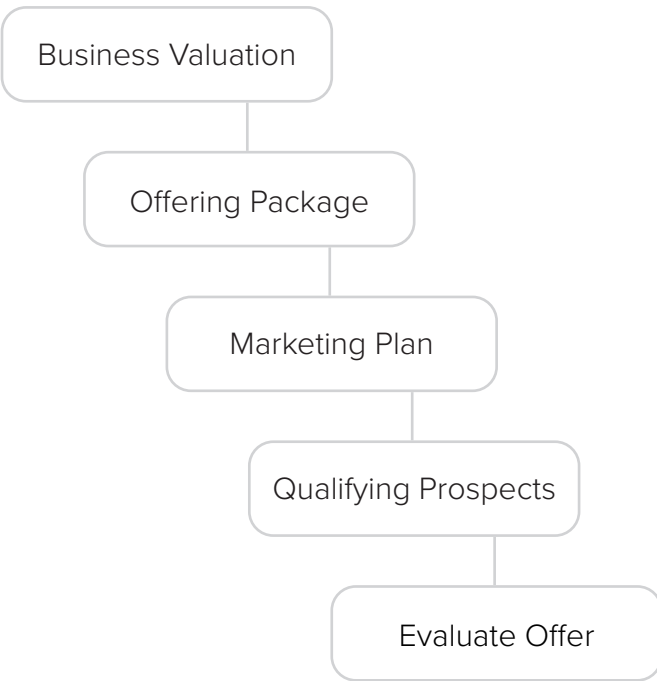 Business Valuation
Offering Package
Marketing Plan
Qualifying Prospects
Evaluate Offer